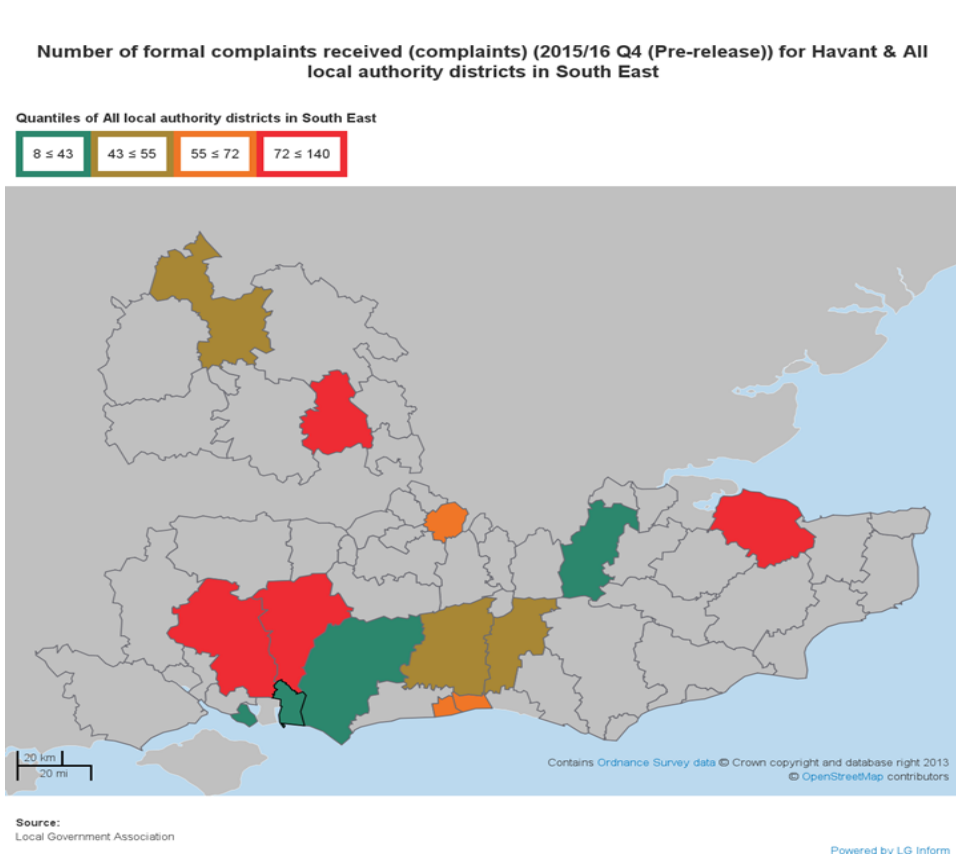 Number of formal complaints received (complaints) (2015/16 Q4 (Pre-release)) for Havant & All
local authority districts in South East
Quantiles of All local authority districts in South East
8 ≤ 43
43 ≤ 55
55 ≤ 72
72 ≤ 140
20 km
20 mi
Contains Ordnance Survey data © Crown copyright and database right 2013
© OpenStreetMap contributors
Source:
Local Government Association
Powered by LG Inform